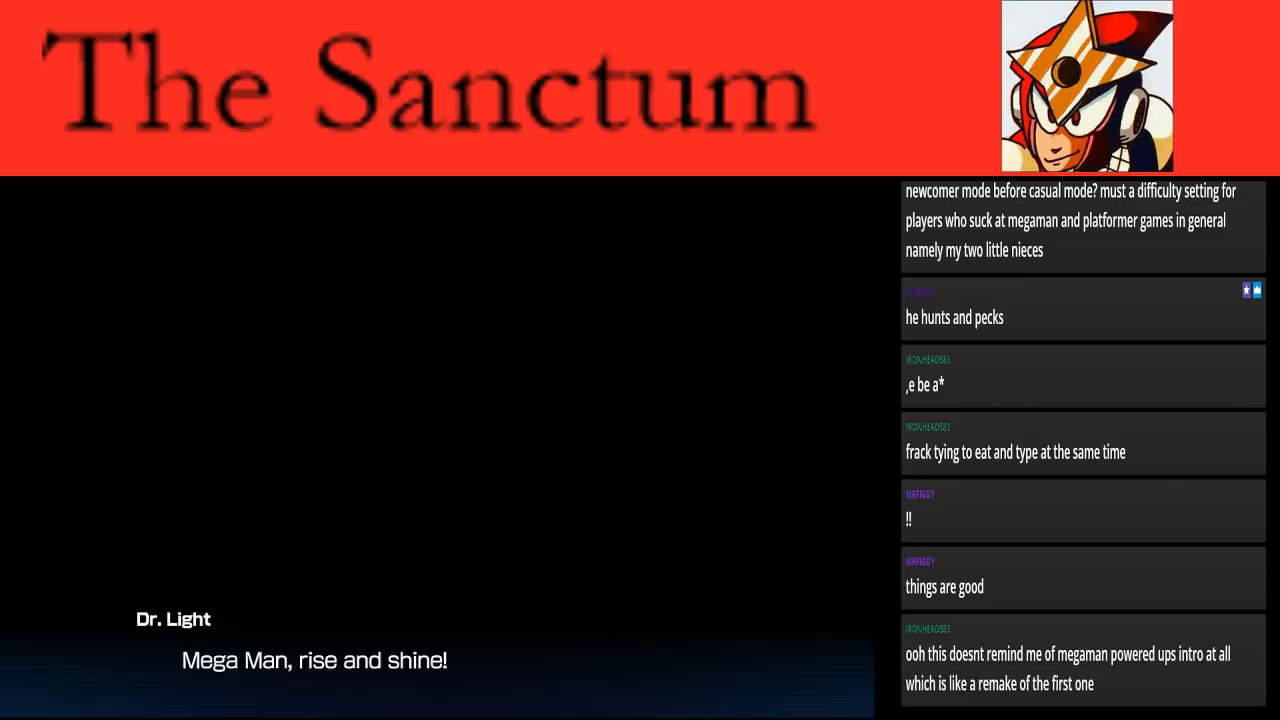 The Sanctum
newcomer mode before casual mode? must a difficulty setting for
players who suck at megaman and platformer games in general
namely my two little nieces
he hunts and pecks
IRONHEAD583
,e be a*
IRONHEAD583
frack tying to eat and type at the same time
MRFIGGY
!!
MRFIGGY
things are good
IRONHEAD583
ooh this doesnt remind me of megaman powered ups intro at all
which is like a remake of the first one
Dr. Light
Mega Man, rise and shine!